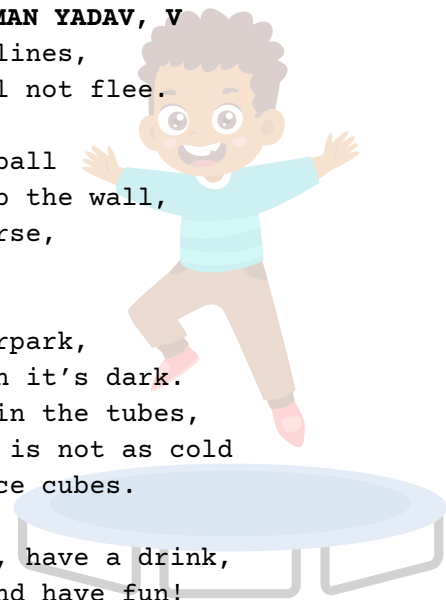 MAN YADAV, V
lines,
l not flee.
ball
o the wall,
rse,
rpark,
n it’s dark.
in the tubes,
is not as cold
ce cubes.
, have a drink,
nd have fun!